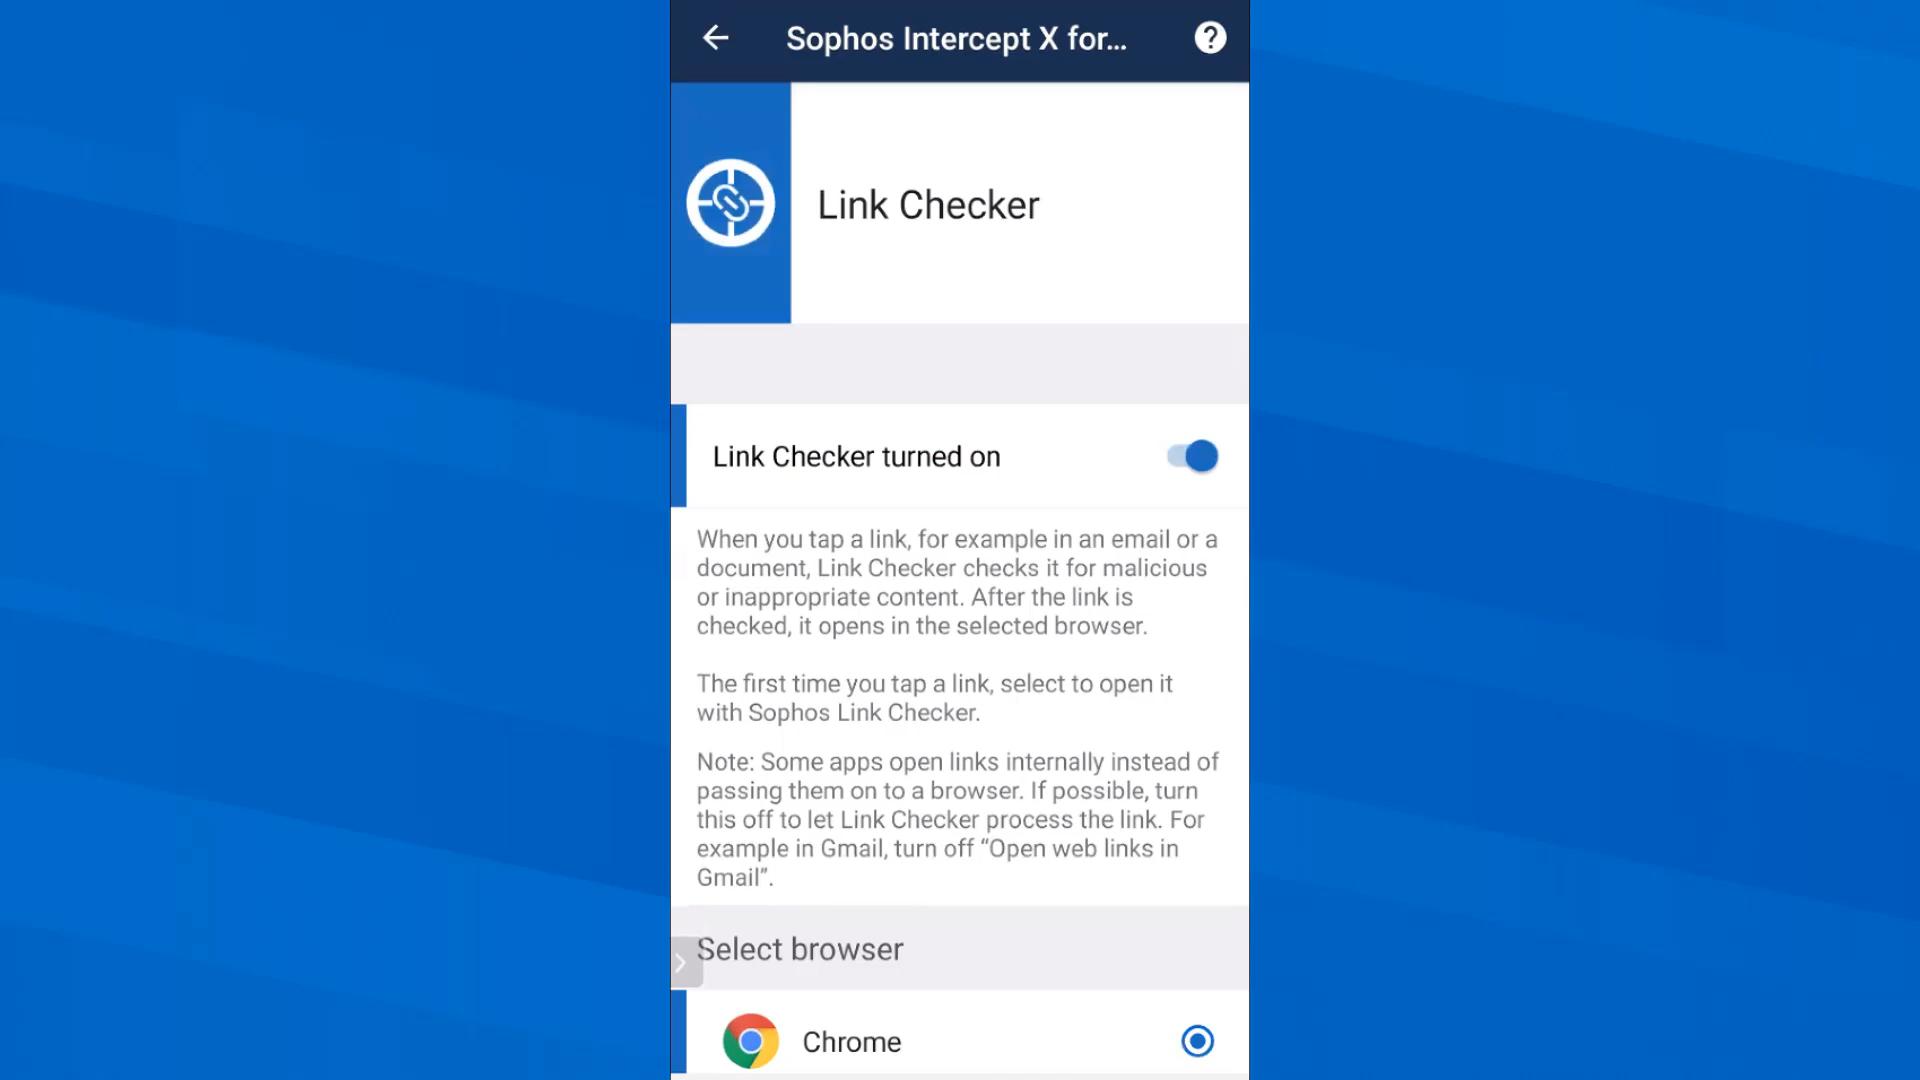 Sophos Intercept X for...
Link Checker
Link Checker turned on
When you tap a link, for example in an email or a
document, Link Checker checks it for malicious
or inappropriate content. After the link is
checked, it opens in the selected browser.
The first time you tap a link, select to open it
with Sophos Link Checker.
Note: Some apps open links internally instead of
passing them on to a browser. If possible, turn
this off to let Link Checker process the link. For
example in Gmail, turn off “Open web links in
Gmail”.
Select browser
Chrome